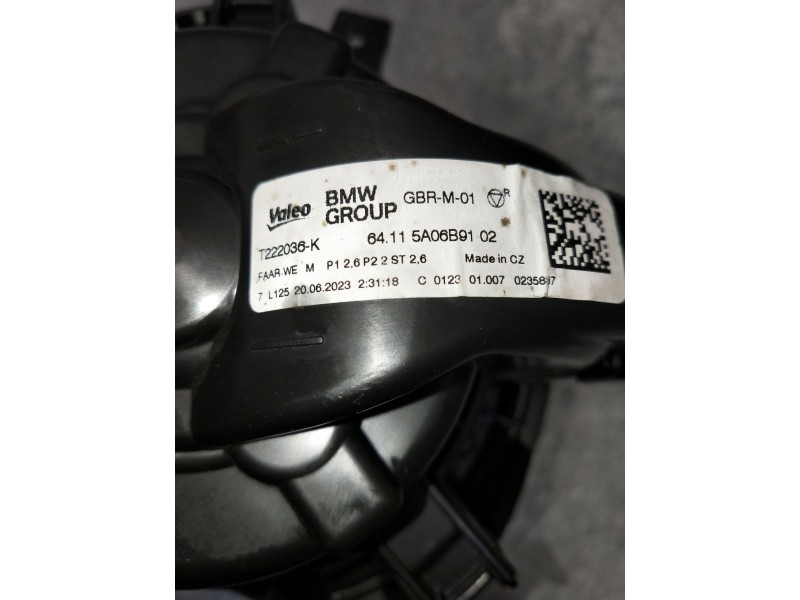 Valeo BMW GROUP GBR-M-01 R
T222036-K 64.11 5A06B91 02
FAAR WE M P1 2,6 P2 2 ST 2,6 Made in CZ
7 L125 20.06.2023 2:31:18 C 0123 01.007